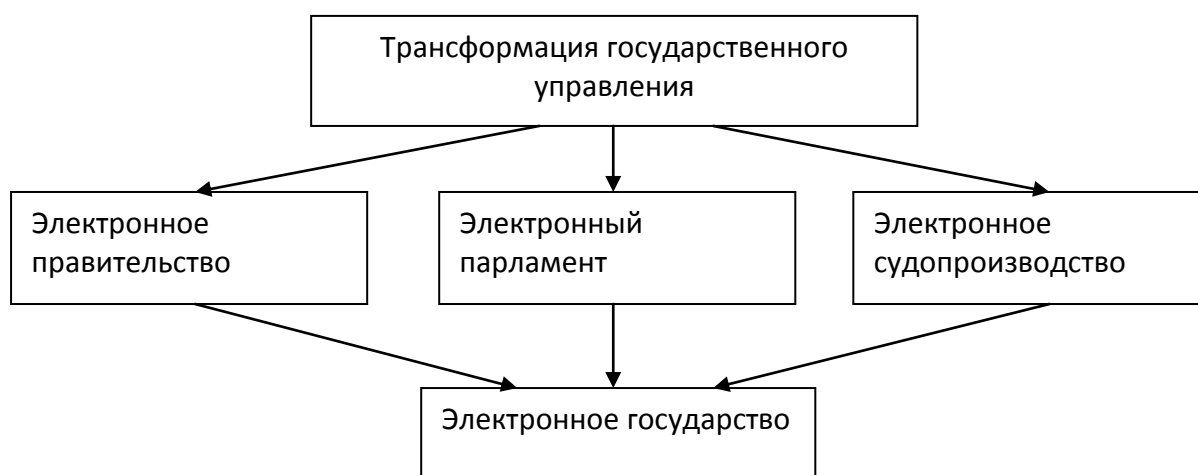 Трансформация государственного
управления
Электронное
правительство
Электронный
парламент
Электронное
судопроизводство
Электронное государство